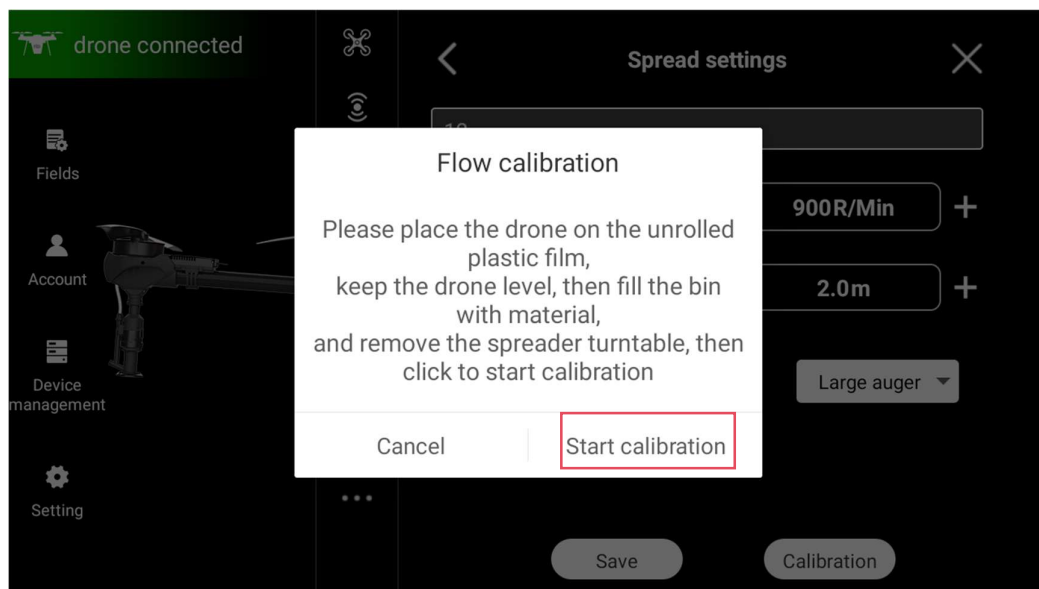 drone connected
Spread settings
Fields
Flow calibration
Please place the drone on the unrolled
plastic film,
keep the drone level, then fill the bin
with material,
and remove the spreader turntable, then
click to start calibration
Cancel
Start calibration
900R/Min
Account
2.0m
Device
management
Large auger
Setting
Save
Calibration